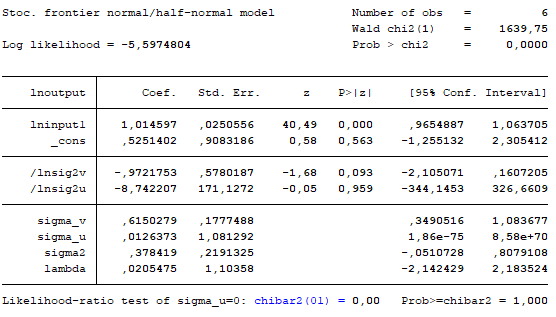 Stoc. frontier normal/half-normal model Number of obs = 6
Wald chi2(1) = 1639,75
Log likelihood = -5,5974804 Prob > chi2 = 0,0000
lnoutput Coef. Std. Err. z P>|z| [95% Conf. Interval]
lninput1 1,014597 ,0250556 40,49 0,000 ,9654887 1,063705
_cons ,5251402 ,9083186 0,58 0,563 -1,255132 2,305412
/lnsig2v -,9721753 ,5780187 -1,68 0,093 -2,105071 ,1607205
/lnsig2u -8,742207 171,1272 -0,05 0,959 -344,1453 326,6609
sigma_v ,6150279 ,1777488 ,3490516 1,083677
sigma_u ,0126373 1,081292 1,86e-75 8,58e+70
sigma2 ,378419 ,2191325 -,0510728 ,8079108
lambda ,0205475 1,10358 -2,142429 2,183524
Likelihood-ratio test of sigma_u=0: chibar2(01) = 0,00 Prob>=chibar2 = 1,000